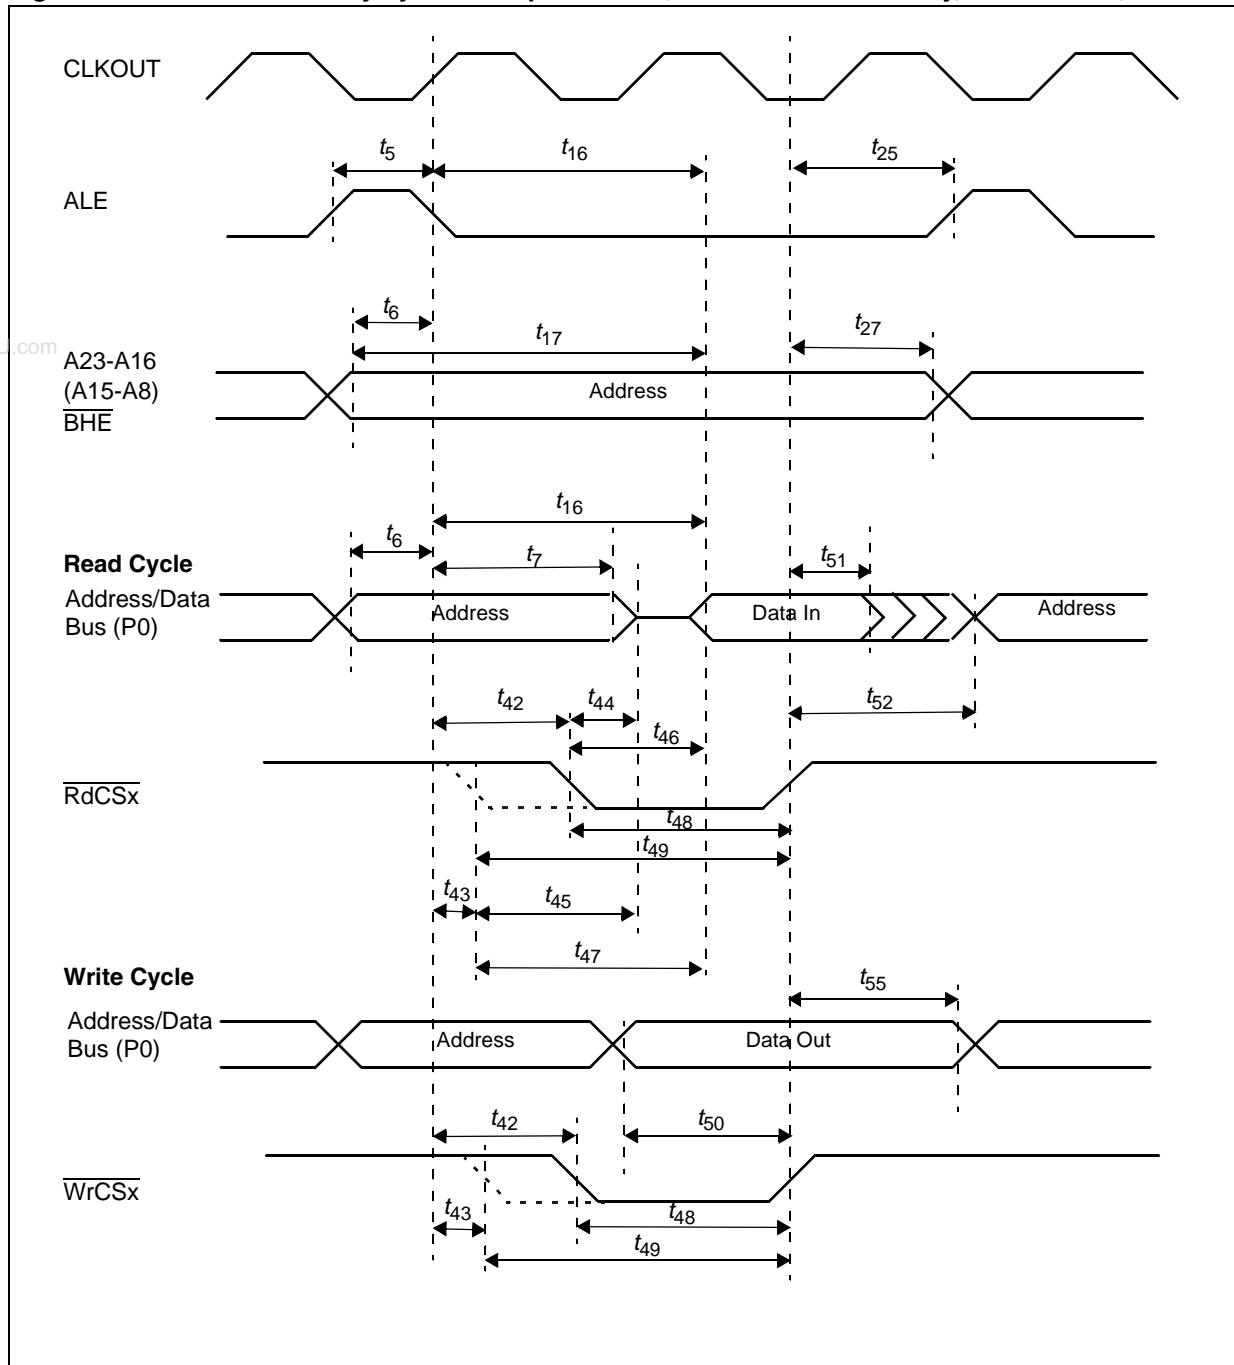 CLKOUT
t5 t16 t25
ALE
t6 t17 t27
.com
A23-A16
(A15-A8)
BHE
Address
t16
t6 t7 t51
Read Cycle
Address/Data
Bus (P0)
Address Data In Address
t42 t44 t52
t46
RdCSx
t48
t49
t43 t45
t47
Write Cycle
t55
Address/Data
Bus (P0)
Address Data Out
t42 t50
WrCSx
t43 t48
t49